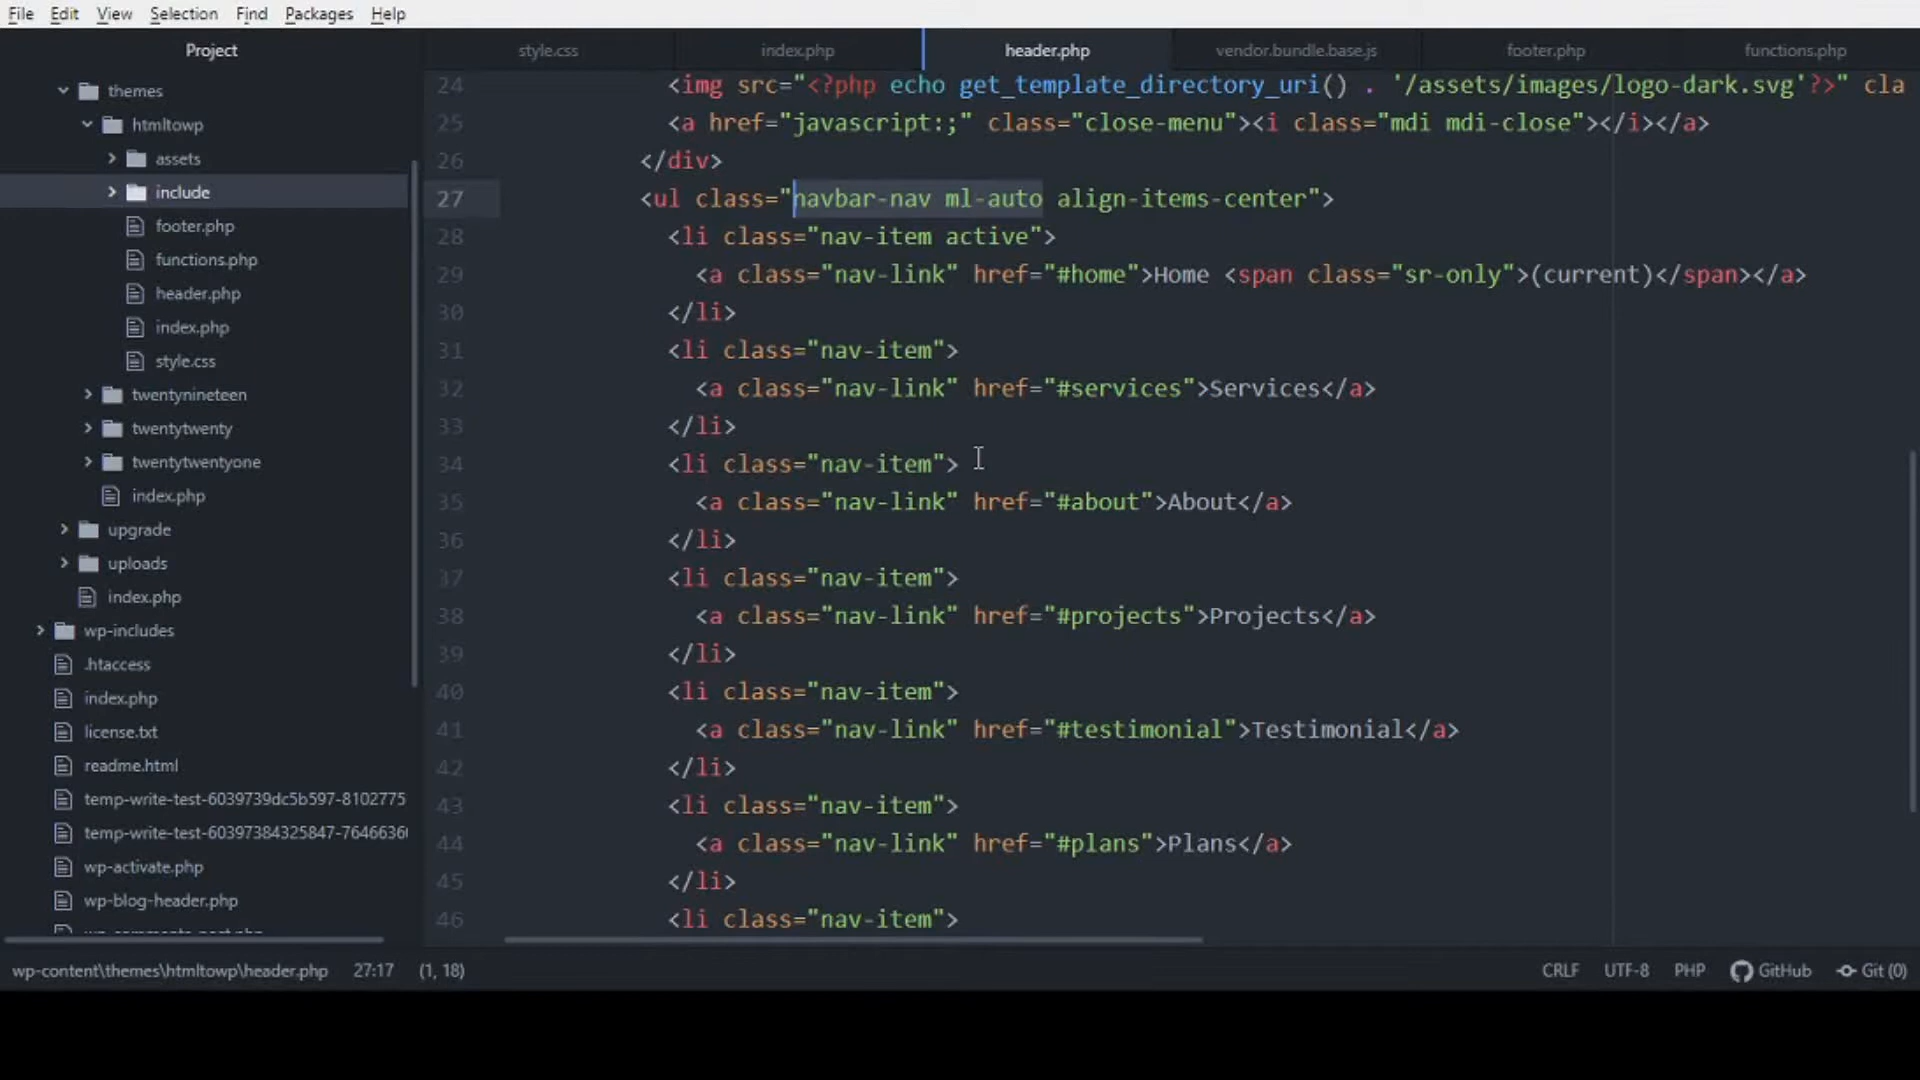 File Edit View Selection Find Packages Help
Project
style.css index.php header.php vendor.bundle.base.js footer.php functions.php
themes
htmltowp
assets
include
footer.php
functions.php
header.php
index.php
style.css
twentynineteen
twentytwenty
twentytwentyone
index.php
upgrade
uploads
index.php
wp-includes
.htaccess
index.php
license.txt
readme.html
temp-write-test-6039739dc5b597-8102775
temp-write-test-60397384325847-7646636
wp-activate.php
wp-blog-header.php
24 <img src="<?php echo get_template_directory_uri() . '/assets/images/logo-dark.svg'?>" cla
25 <a href="javascript:;" class="close-menu"><i class="mdi mdi-close"></i></a>
26 </div>
27 <ul class="navbar-nav ml-auto align-items-center">
28 <li class="nav-item active">
29 <a class="nav-link" href="#home">Home <span class="sr-only">(current)</span></a>
30 </li>
31 <li class="nav-item">
32 <a class="nav-link" href="#services">Services</a>
33 </li>
34 <li class="nav-item">
35 <a class="nav-link" href="#about">About</a>
36 </li>
37 <li class="nav-item">
38 <a class="nav-link" href="#projects">Projects</a>
39 </li>
40 <li class="nav-item">
41 <a class="nav-link" href="#testimonial">Testimonial</a>
42 </li>
43 <li class="nav-item">
44 <a class="nav-link" href="#plans">Plans</a>
45 </li>
46 <li class="nav-item">
wp-content\themes\htmltowp\header.php 27:17 (1, 18) CRLF UTF-8 PHP GitHub Git (0)